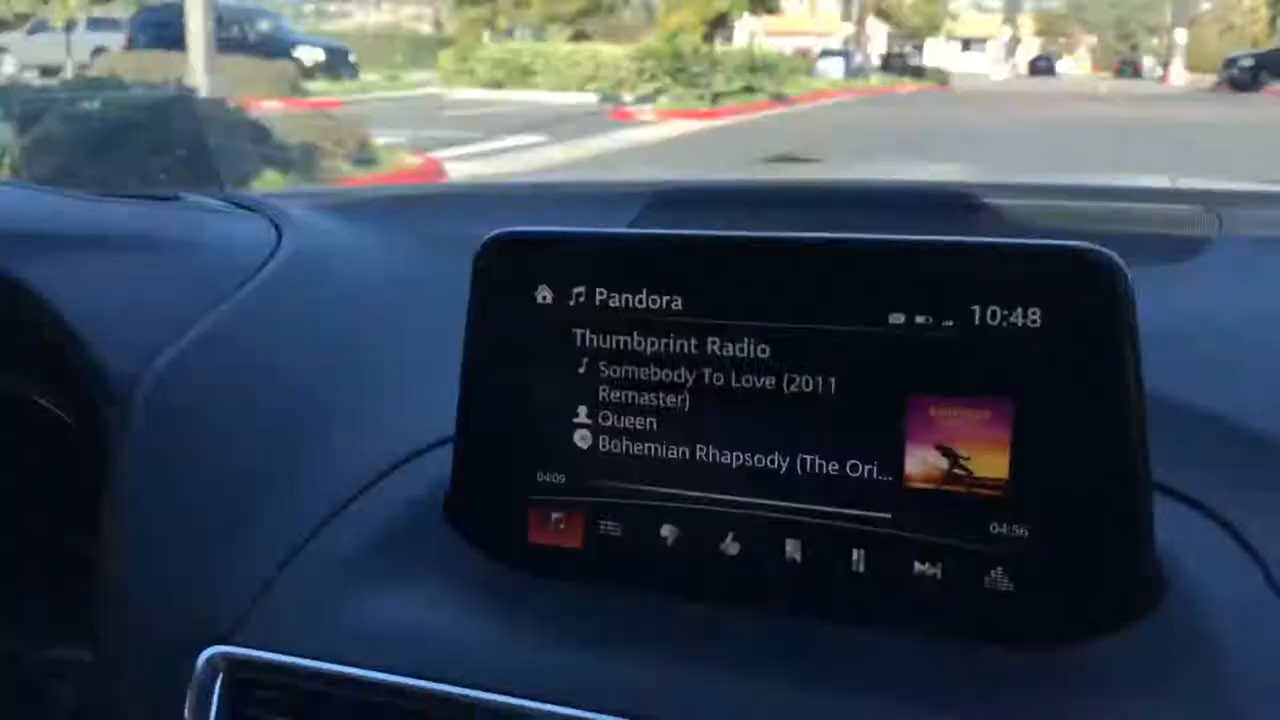 Pandora
10:48
Thumbprint Radio
Somebody To Love (2011
Remaster)
Queen
Bohemian Rhapsody (The Ori...
04:09
04:56